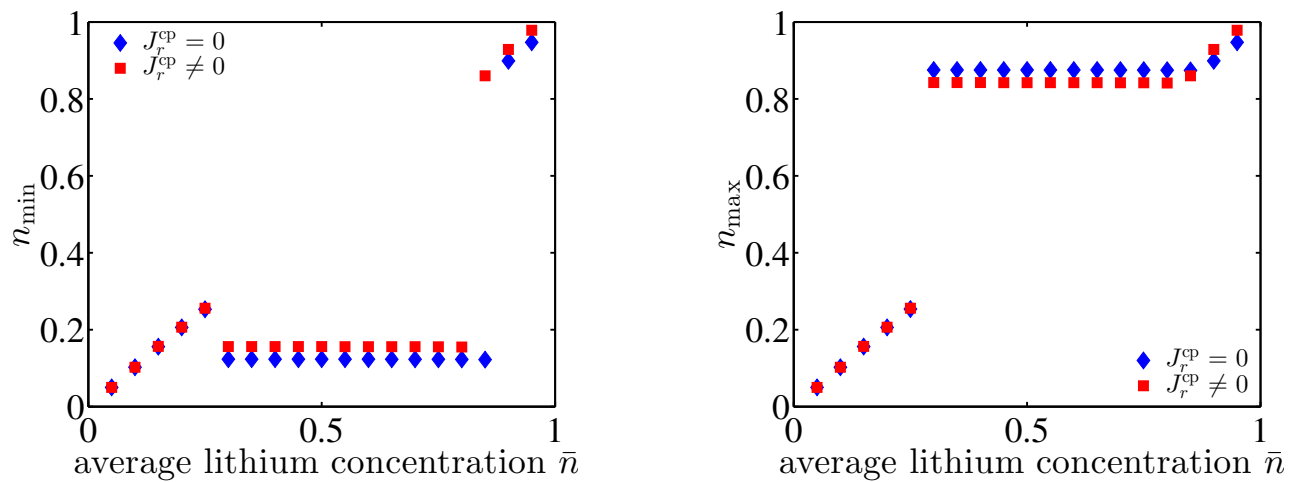 1
0.8
0.6
0.4
0.2
0
0
0.5
1
n_min
average lithium concentration n̄
J_r^cp = 0
J_r^cp ≠ 0
1
0.8
0.6
0.4
0.2
0
0
0.5
1
n_max
average lithium concentration n̄
J_r^cp = 0
J_r^cp ≠ 0